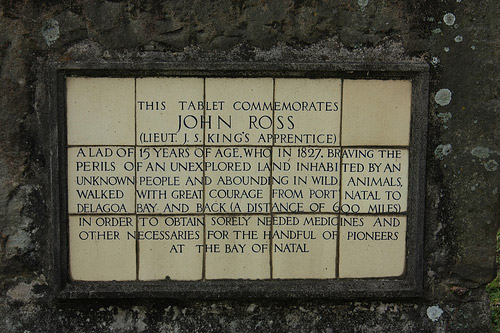 THIS TABLET COMMEMORATES
JOHN ROSS
(LIEUT. J. S. KING'S APPRENTICE)
A LAD OF 15 YEARS OF AGE, WHO IN 1827, BRAVING THE
PERILS OF AN UNEXPLORED LAND INHABITED BY AN
UNKNOWN PEOPLE AND ABOUNDING IN WILD ANIMALS,
WALKED WITH GREAT COURAGE FROM PORT NATAL TO
DELAGOA BAY AND BACK (A DISTANCE OF 600 MILES)
IN ORDER TO OBTAIN SORELY NEEDED MEDICINES AND
OTHER NECESSARIES FOR THE HANDFUL OF PIONEERS
AT THE BAY OF NATAL